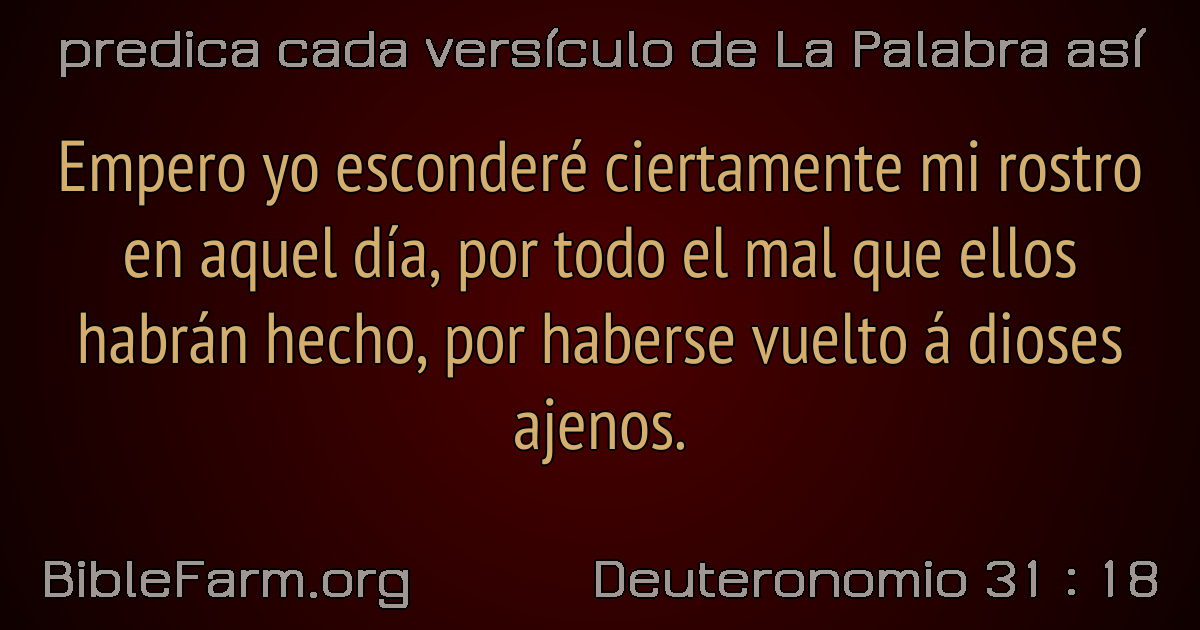 predica cada versículo de La Palabra así
Empero yo esconderé ciertamente mi rostro
en aquel día, por todo el mal que ellos
habrán hecho, por haberse vuelto á dioses
ajenos.
BibleFarm.org
Deuteronomio 31 : 18